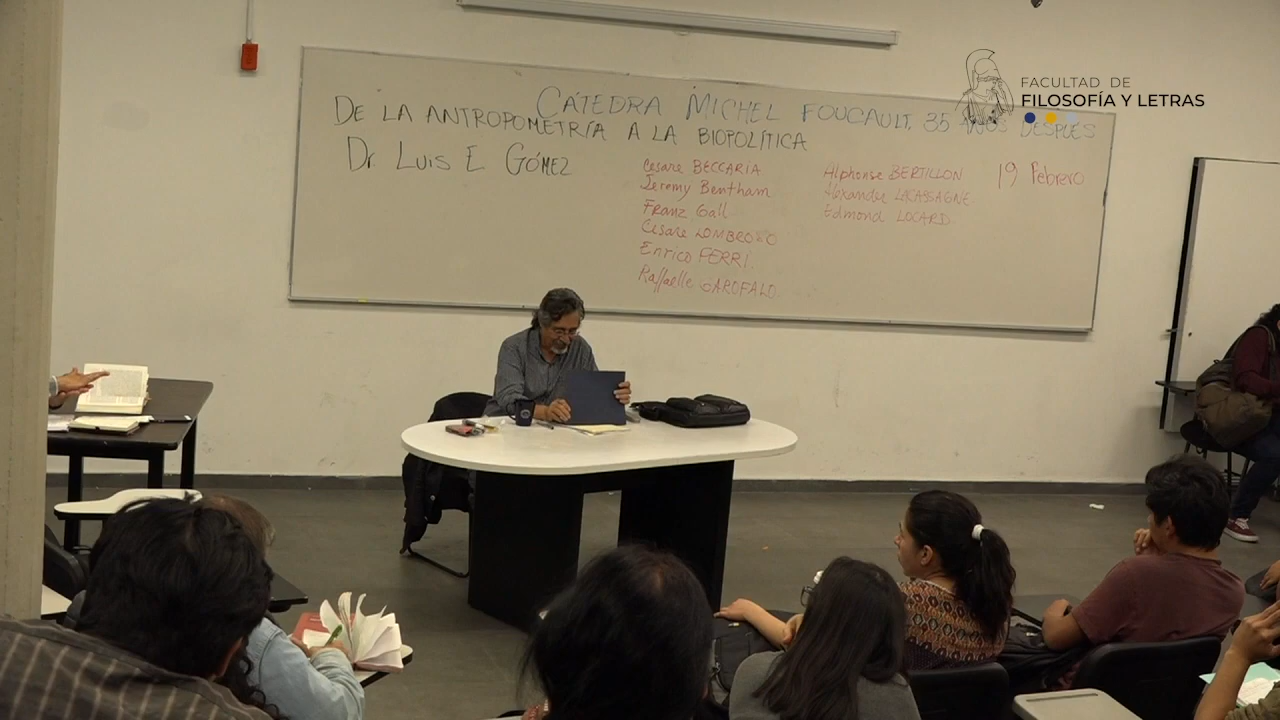 CÁTEDRA MICHEL FOUCAULT, 35 AÑOS DESPUÉS
DE LA ANTROPOMETRÍA A LA BIOPOLÍTICA
Dr LUIS E GÓMEZ
Cesare BECCARIA
Jeremy Bentham
Franz Gall
Cesare LOMBROSO
Enrico FERRI.
Raffaelle GAROFALO
Alphonse BERTILLON
Alexandre LACASSAGNE
Edmond LOCARD
19 Febrero
FACULTAD DE
FILOSOFÍA Y LETRAS